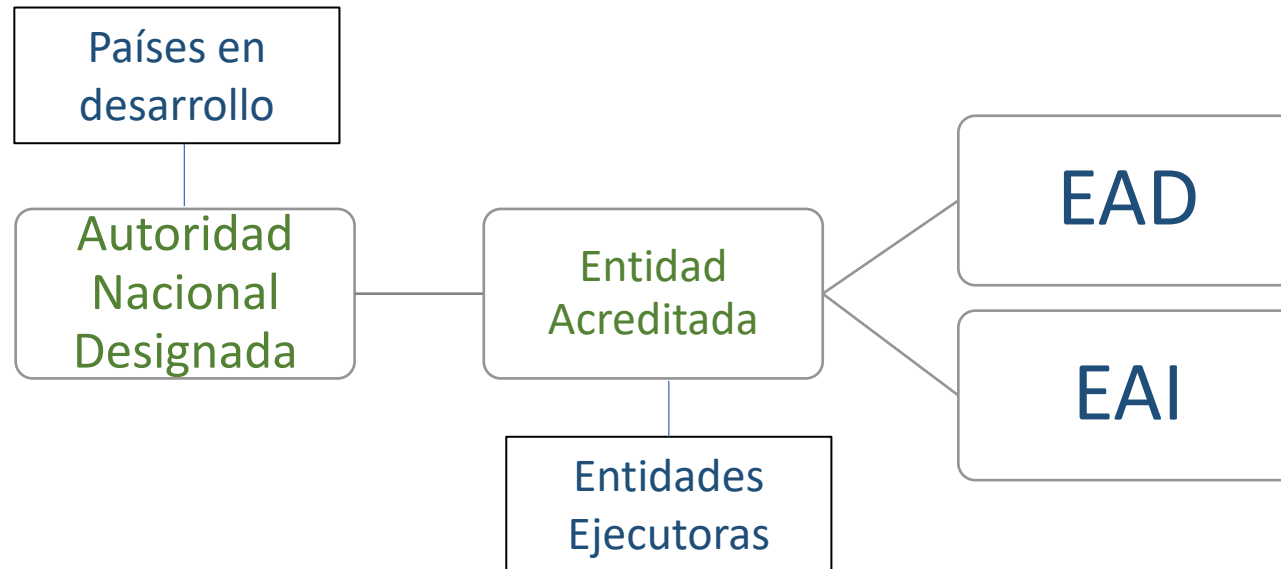 Países en
desarrollo
Autoridad
Nacional
Designada
Entidad
Acreditada
Entidades
Ejecutoras
EAD
EAI